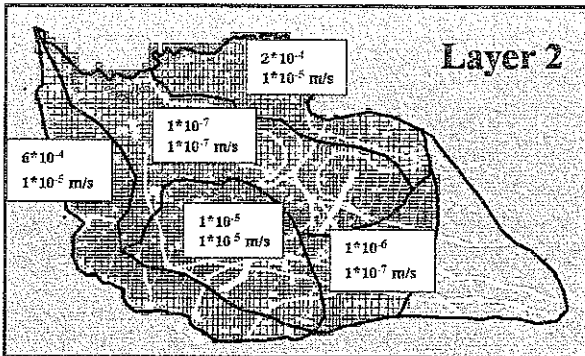 Layer 2
2*10⁻⁴
1*10⁻⁵ m/s
1*10⁻⁷
1*10⁻⁷ m/s
6*10⁻⁴
1*10⁻⁵ m/s
1*10⁻⁵
1*10⁻⁵ m/s
1*10⁻⁶
1*10⁻⁷ m/s